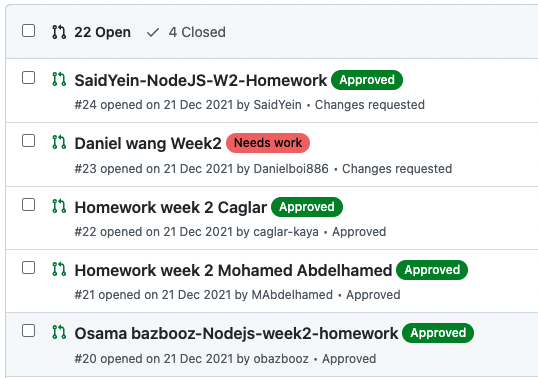 22 Open 4 Closed
SaidYein-NodeJS-W2-Homework Approved
#24 opened on 21 Dec 2021 by SaidYein • Changes requested
Daniel wang Week2 Needs work
#23 opened on 21 Dec 2021 by Danielboi886 • Changes requested
Homework week 2 Caglar Approved
#22 opened on 21 Dec 2021 by caglar-kaya • Approved
Homework week 2 Mohamed Abdelhamed Approved
#21 opened on 21 Dec 2021 by MAbdelhamed • Approved
Osama bazbooz-Nodejs-week2-homework Approved
#20 opened on 21 Dec 2021 by obazbooz • Approved